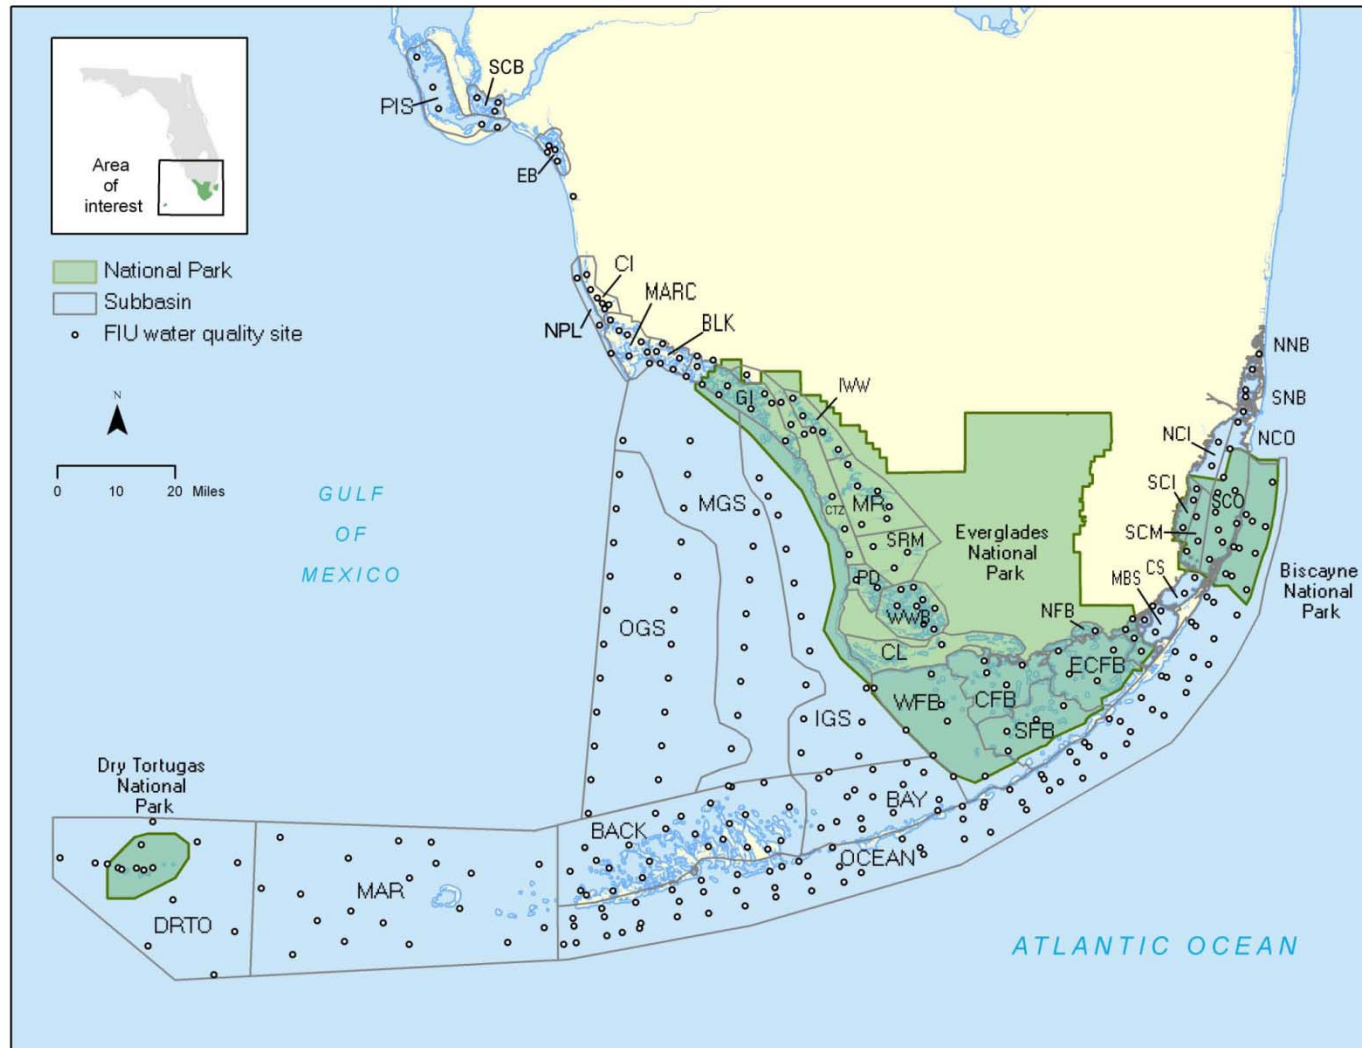 SCB
PIS
EB
Area
of
interest
National Park
Subbasin
FIU water quality site
CI
MARC
BLK
NPL
N
0 10 20 Miles
GULF
OF
MEXICO
GI
IWW
MGS
CTZ
MR
SRM
Everglades
National
Park
PD
WWB
OGS
CL
NFB
ECFB
WFB
CFB
SFB
IGS
NNB
SNB
NCI
NCO
SCI
SCO
SCM
CS
MBS
Biscayne
National
Park
Dry Tortugas
National
Park
BAY
BACK
OCEAN
MAR
DRTO
ATLANTIC OCEAN